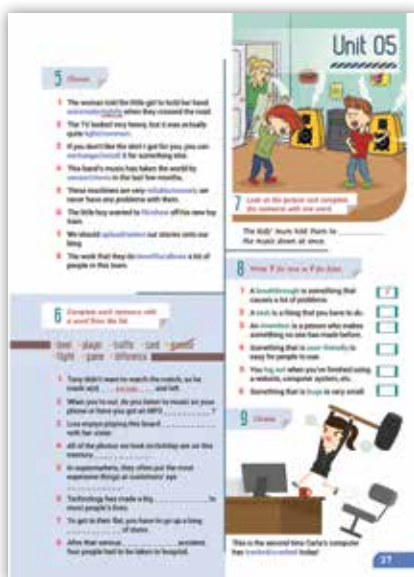 Unit 05
5 Choose.
1 The woman told the little girl to hold her hand
when they crossed the road.
2 The TV looked very heavy, but it was actually
quite light/common.
3 If you don't like the shirt I got for you, you can
it for something else.
4 This band's music has taken the world by
in the last few months.
5 These machines are very we
never have any problems with them.
6 The little boy wanted to off his new toy
train.
7 We should our stories onto our
blog.
8 The work that they do a lot of
people in this town.
6 Complete each sentence with
a word from the list.
level player traffic card
flight game difference
1 Tony didn't want to watch the match, so he
made a(n) and left.
2 When you're out, do you listen to music on your
phone or have you got an MP3 ?
3 Lisa enjoys playing this board
with her sister.
4 All of the photos we took on holiday are on this
memory
5 In supermarkets, they often put the most
expensive things at customers' eye
6 Technology has made a big to
most people's lives.
7 To get to their flat, you have to go up a long
of stairs.
8 After that serious accident,
four people had to be taken to hospital.
7 Look at the picture and complete
the sentence with one word.
The kids' mum told them to
the music down at once.
8 Write T for true or F for false.
1 A breakthrough is something that
causes a lot of problems. F
2 A task is a thing that you have to do.
3 An invention is a person who makes
something no one has made before.
4 Something that is user-friendly is
easy for people to use.
5 You log out when you've finished using
a website, computer system, etc.
6 Something that is huge is very small.
9 Choose.
This is the second time Carla's computer
has today!
37